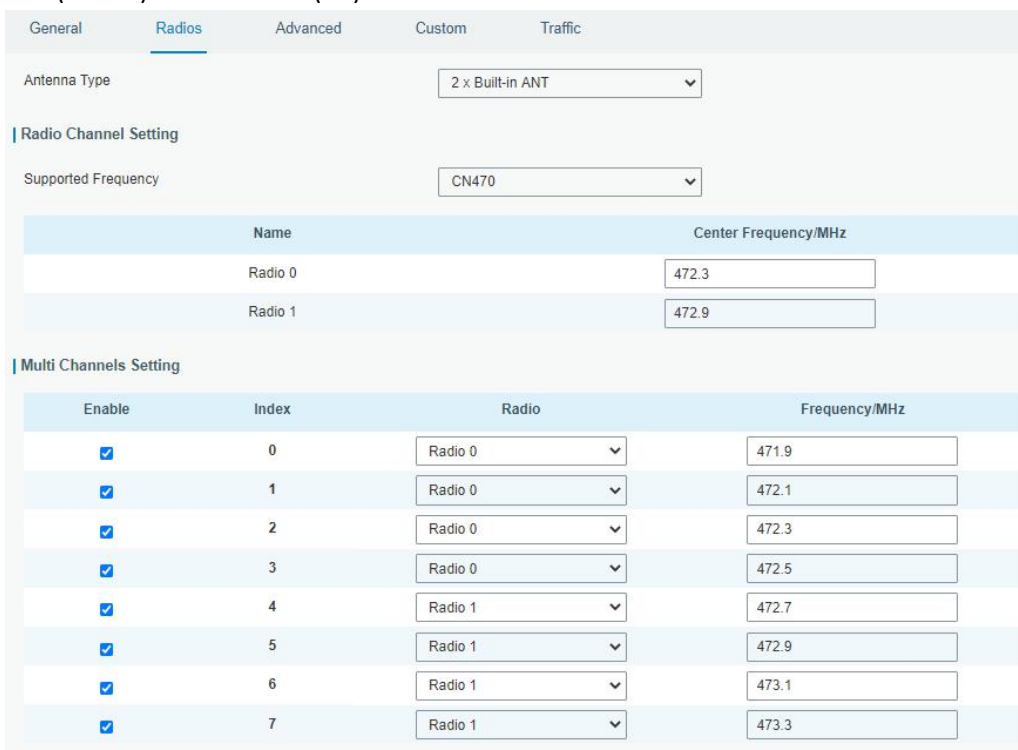 General Radios Advanced Custom Traffic
Antenna Type 2 x Built-in ANT
Radio Channel Setting
Supported Frequency CN470
Name Center Frequency/MHz
Radio 0 472.3
Radio 1 472.9
Multi Channels Setting
Enable Index Radio Frequency/MHz
0 Radio 0 471.9
1 Radio 0 472.1
2 Radio 0 472.3
3 Radio 0 472.5
4 Radio 1 472.7
5 Radio 1 472.9
6 Radio 1 473.1
7 Radio 1 473.3